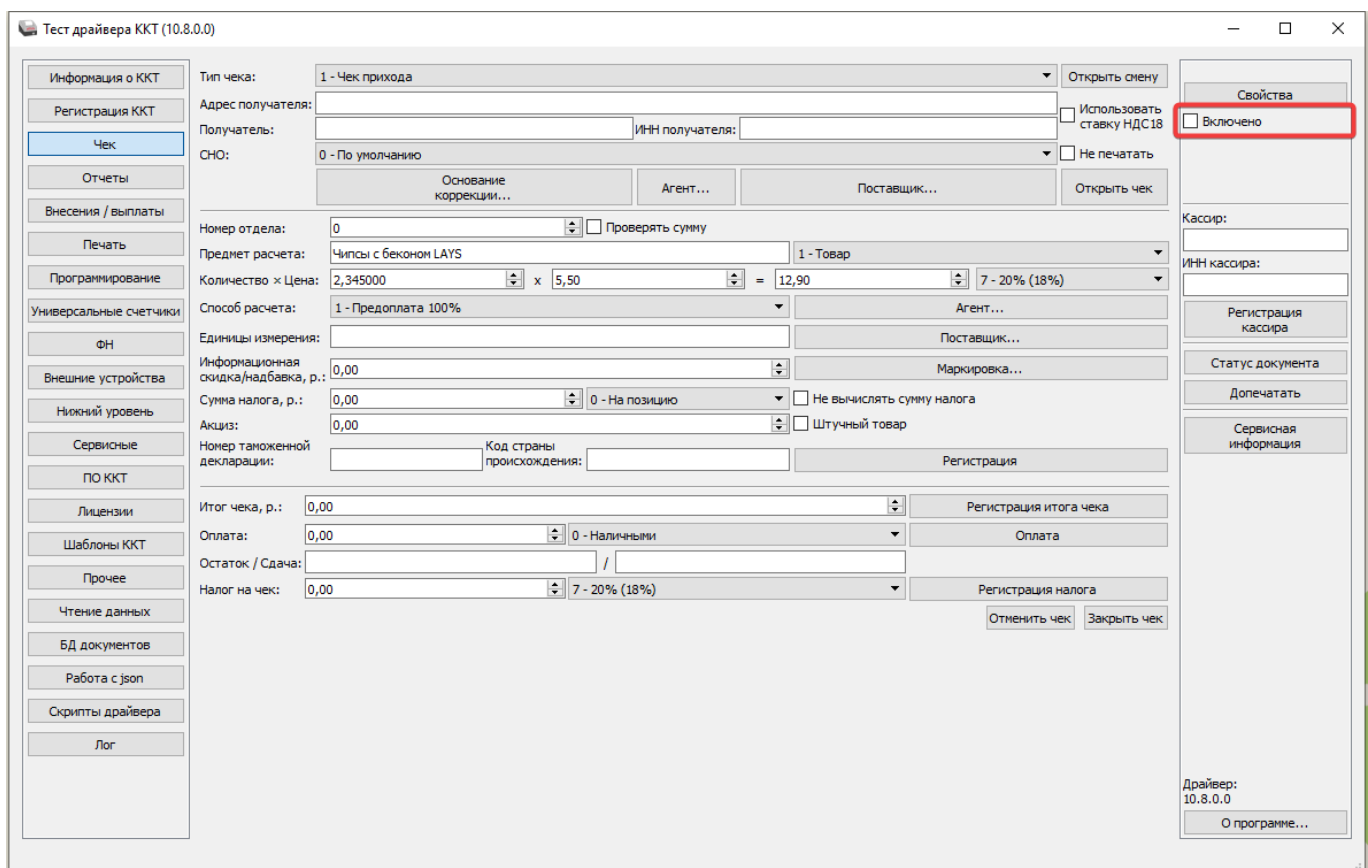 Тест драйвера ККТ (10.8.0.0)
Информация о ККТ
Регистрация ККТ
Чек
Отчеты
Внесения / выплаты
Печать
Программирование
Универсальные счетчики
ФН
Внешние устройства
Нижний уровень
Сервисные
ПО ККТ
Лицензии
Шаблоны ККТ
Прочее
Чтение данных
БД документов
Работа с json
Скрипты драйвера
Лог
Тип чека: 1 - Чек прихода Открыть смену
Адрес получателя:
Использовать
ставку НДС18
Получатель: ИНН получателя:
СНО: 0 - По умолчанию Не печатать
Основание
коррекции...
Агент... Поставщик... Открыть чек
Номер отдела: 0 Проверять сумму
Предмет расчета: Чипсы с беконом LAYS 1 - Товар
Количество × Цена: 2,345000 x 5,50 = 12,90 7 - 20% (18%)
Способ расчета: 1 - Предоплата 100% Агент...
Единицы измерения: Поставщик...
Информационная
скидка/надбавка, р.: 0,00 Маркировка...
Сумма налога, р.: 0,00 0 - На позицию Не вычислять сумму налога
Акциз: 0,00 Штучный товар
Номер таможенной
декларации:
Код страны
происхождения:
Регистрация
Итог чека, р.: 0,00 Регистрация итога чека
Оплата: 0,00 0 - Наличными Оплата
Остаток / Сдача: /
Налог на чек: 0,00 7 - 20% (18%) Регистрация налога
Отменить чек Закрыть чек
Свойства
Включено
Кассир:
ИНН кассира:
Регистрация
кассира
Статус документа
Допечатать
Сервисная
информация
Драйвер:
10.8.0.0
О программе...